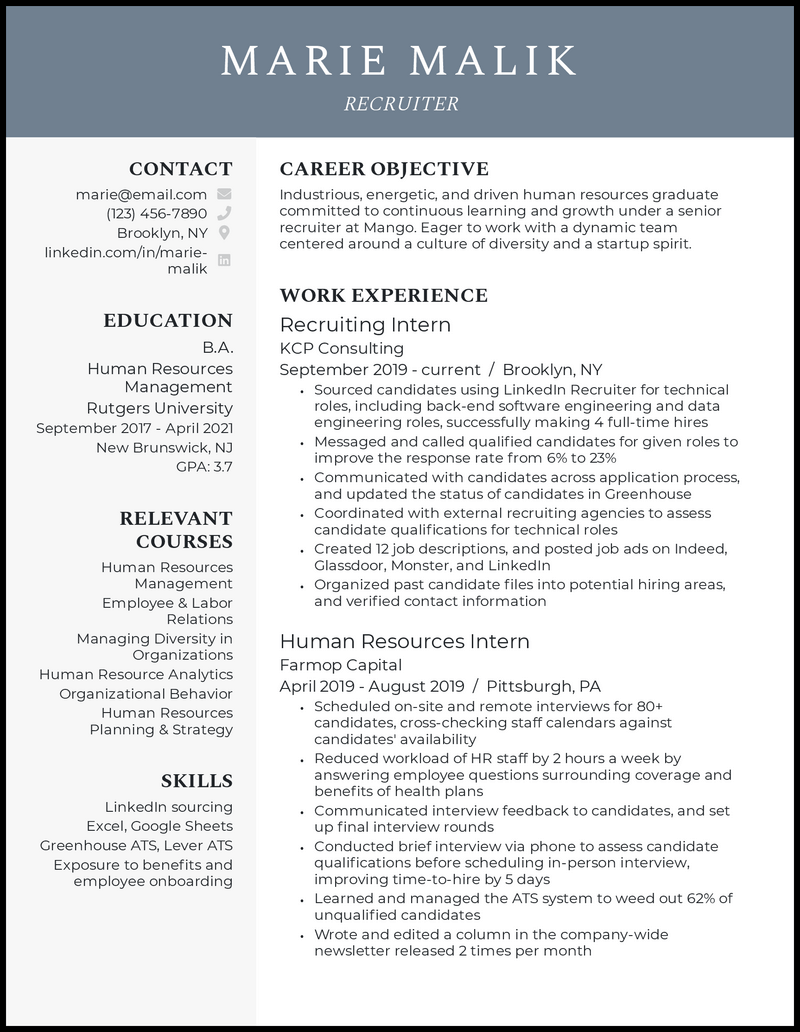 MARIE MALIK
RECRUITER
CONTACT
marie@email.com
(123) 456-7890
Brooklyn, NY
linkedin.com/in/marie-
malik
EDUCATION
B.A.
Human Resources
Management
Rutgers University
September 2017 - April 2021
New Brunswick, NJ
GPA: 3.7
RELEVANT
COURSES
Human Resources
Management
Employee & Labor
Relations
Managing Diversity in
Organizations
Human Resource Analytics
Organizational Behavior
Human Resources
Planning & Strategy
SKILLS
LinkedIn sourcing
Excel, Google Sheets
Greenhouse ATS, Lever ATS
Exposure to benefits and
employee onboarding
CAREER OBJECTIVE
Industrious, energetic, and driven human resources graduate
committed to continuous learning and growth under a senior
recruiter at Mango. Eager to work with a dynamic team
centered around a culture of diversity and a startup spirit.
WORK EXPERIENCE
Recruiting Intern
KCP Consulting
September 2019 - current / Brooklyn, NY
• Sourced candidates using LinkedIn Recruiter for technical
roles, including back-end software engineering and data
engineering roles, successfully making 4 full-time hires
• Messaged and called qualified candidates for given roles to
improve the response rate from 6% to 23%
• Communicated with candidates across application process,
and updated the status of candidates in Greenhouse
• Coordinated with external recruiting agencies to assess
candidate qualifications for technical roles
• Created 12 job descriptions, and posted job ads on Indeed,
Glassdoor, Monster, and LinkedIn
• Organized past candidate files into potential hiring areas,
and verified contact information
Human Resources Intern
Farmop Capital
April 2019 - August 2019 / Pittsburgh, PA
• Scheduled on-site and remote interviews for 80+
candidates, cross-checking staff calendars against
candidates' availability
• Reduced workload of HR staff by 2 hours a week by
answering employee questions surrounding coverage and
benefits of health plans
• Communicated interview feedback to candidates, and set
up final interview rounds
• Conducted brief interview via phone to assess candidate
qualifications before scheduling in-person interview,
improving time-to-hire by 5 days
• Learned and managed the ATS system to weed out 62% of
unqualified candidates
• Wrote and edited a column in the company-wide
newsletter released 2 times per month